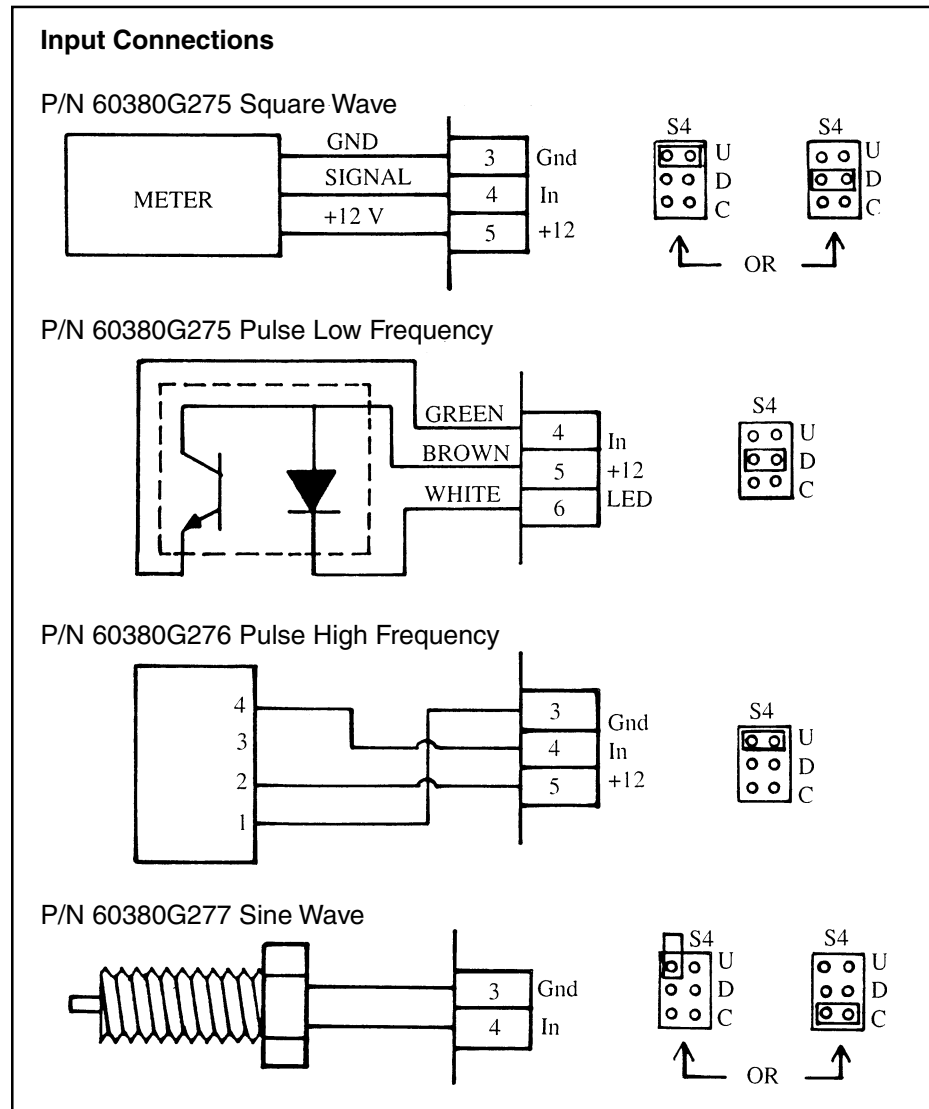 Input Connections
P/N 60380G275 Square Wave
METER
GND
SIGNAL
+12 V
3 Gnd
4 In
5 +12
S4
U
D
C
S4
U
D
C
OR
P/N 60380G275 Pulse Low Frequency
GREEN
BROWN
WHITE
4 In
5 +12
6 LED
S4
U
D
C
P/N 60380G276 Pulse High Frequency
4
3
2
1
3 Gnd
4 In
5 +12
S4
U
D
C
P/N 60380G277 Sine Wave
3 Gnd
4 In
S4
U
D
C
S4
U
D
C
OR